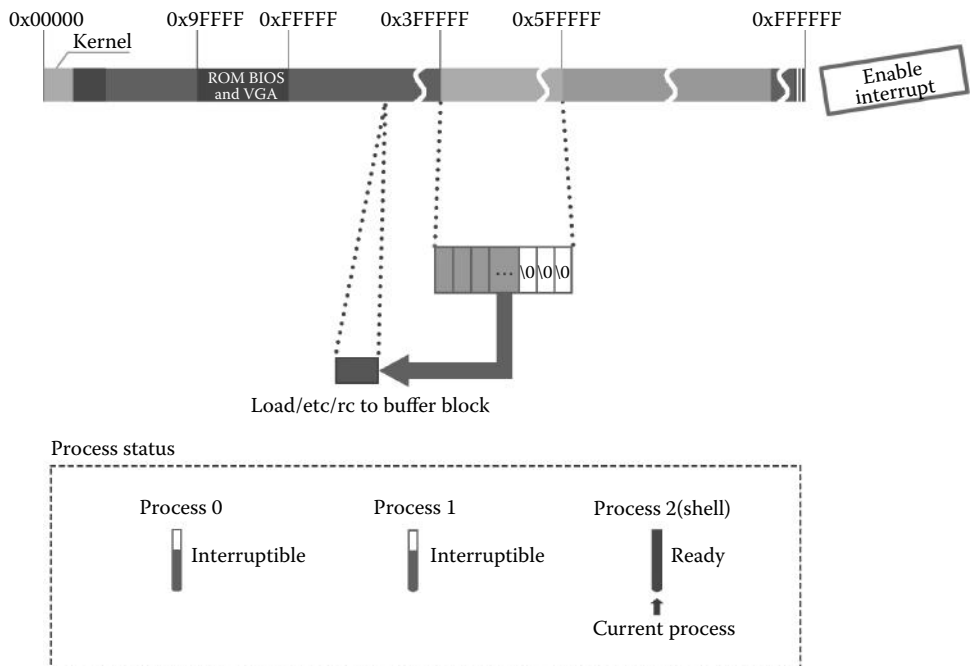 0x00000 0x9FFFF 0xFFFFF 0x3FFFFF 0x5FFFFF 0xFFFFFF
Kernel
ROM BIOS
and VGA
Enable
interrupt
... \0 \0 \0
Load/etc/rc to buffer block
Process status
Process 0 Process 1 Process 2(shell)
Interruptible Interruptible Ready
Current process